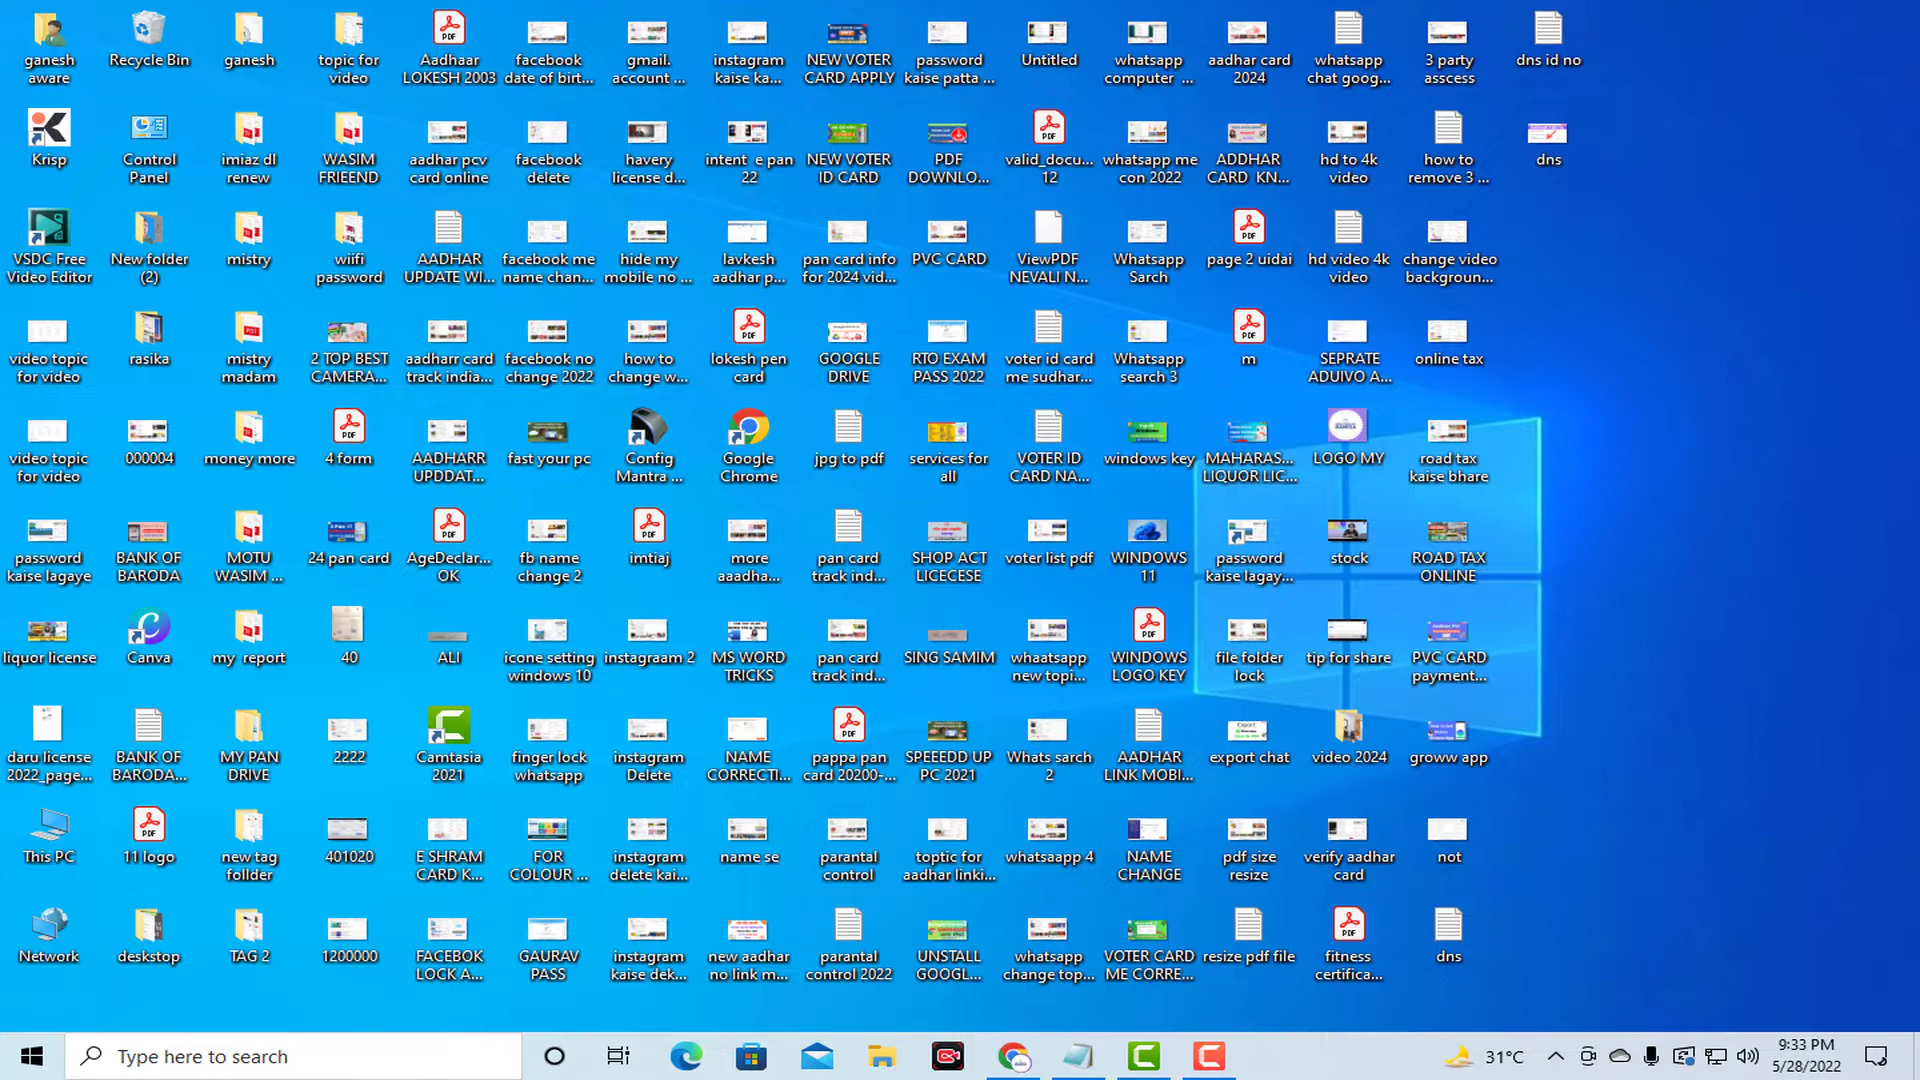 ganesh
aware
Recycle Bin
ganesh
topic for
video
Aadhaar
LOKESH 2003
facebook
date of birt...
gmail.
account ...
instagram
kaise ka...
NEW VOTER
CARD APPLY
password
kaise patta ...
Untitled
whatsapp
computer ...
aadhar card
2024
whatsapp
chat goog...
3 party
asscess
dns id no
Krisp
Control
Panel
imiaz dl
renew
WASIM
FRIEEND
aadhar pcv
card online
facebook
delete
havery
license d...
intent e pan
22
NEW VOTER
ID CARD
PDF
DOWNLO...
valid_docu...
12
whatsapp me
con 2022
ADDHAR
CARD KN...
hd to 4k
video
how to
remove 3 ...
dns
VSDC Free
Video Editor
New folder
(2)
mistry
wiifi
password
AADHAR
UPDATE WI...
facebook me
name chan...
hide my
mobile no ...
lavkesh
aadhar p...
pan card info
for 2024 vid...
PVC CARD
ViewPDF
NEVALI N...
Whatsapp
Sarch
page 2 uidai
hd video 4k
video
change video
backgroun...
video topic
for video
rasika
mistry
madam
2 TOP BEST
CAMERA...
aadharr card
track india...
facebook no
change 2022
how to
change w...
lokesh pen
card
GOOGLE
DRIVE
RTO EXAM
PASS 2022
voter id card
me sudhar...
Whatsapp
search 3
m
SEPRATE
ADUIVO A...
online tax
video topic
for video
000004
money more
4 form
AADHARR
UPDDAT...
fast your pc
Config
Mantra ...
Google
Chrome
jpg to pdf
services for
all
VOTER ID
CARD NA...
windows key
MAHARAS...
LIQUOR LIC...
LOGO MY
road tax
kaise bhare
password
kaise lagaye
BANK OF
BARODA
MOTU
WASIM ...
24 pan card
AgeDeclar...
OK
fb name
change 2
imtiaj
more
aaadha...
pan card
track ind...
SHOP ACT
LICECESE
voter list pdf
WINDOWS
11
password
kaise lagay...
stock
ROAD TAX
ONLINE
liquor license
Canva
my report
40
ALI
icone setting
windows 10
instagraam 2
MS WORD
TRICKS
pan card
track ind...
SING SAMIM
whaatsapp
new topi...
WINDOWS
LOGO KEY
file folder
lock
tip for share
PVC CARD
payment...
daru license
2022_page...
BANK OF
BARODA...
MY PAN
DRIVE
2222
Camtasia
2021
finger lock
whatsapp
instagram
Delete
NAME
CORRECTI...
pappa pan
card 20200-...
SPEEEDD UP
PC 2021
Whats sarch
2
AADHAR
LINK MOBI...
export chat
video 2024
groww app
This PC
11 logo
new tag
follder
401020
E SHRAM
CARD K...
FOR
COLOUR ...
instagram
delete kai...
name se
parantal
control
toptic for
aadhar linki...
whatsaapp 4
NAME
CHANGE
pdf size
resize
verify aadhar
card
not
Network
deskstop
TAG 2
1200000
FACEBOK
LOCK A...
GAURAV
PASS
instagram
kaise dek...
new aadhar
no link m...
parantal
control 2022
UNSTALL
GOOGL...
whatsapp
change top...
VOTER CARD
ME CORRE...
resize pdf file
fitness
certifica...
dns
Type here to search
31°C
9:33 PM
5/28/2022